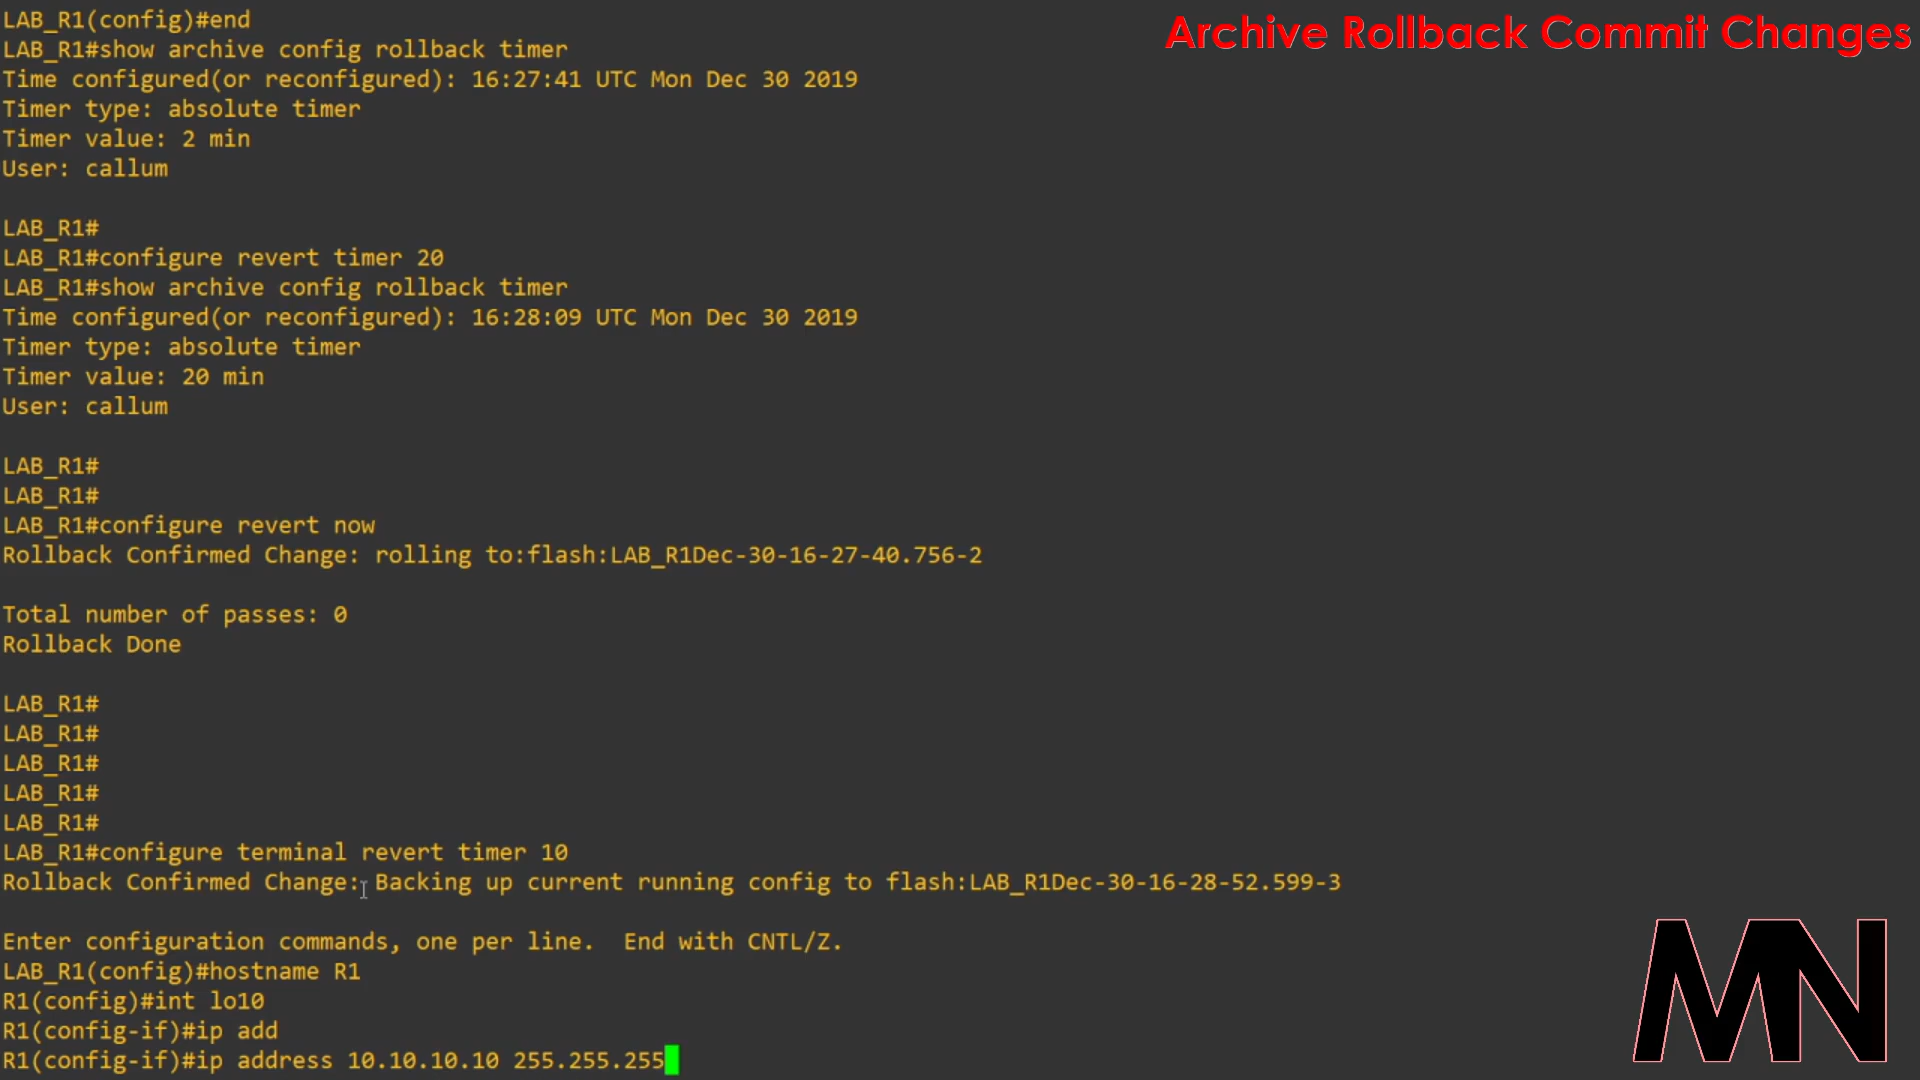 LAB_R1(config)#end
Archive Rollback Commit Changes
LAB_R1#show archive config rollback timer
Time configured(or reconfigured): 16:27:41 UTC Mon Dec 30 2019
Timer type: absolute timer
Timer value: 2 min
User: callum
LAB_R1#
LAB_R1#configure revert timer 20
LAB_R1#show archive config rollback timer
Time configured(or reconfigured): 16:28:09 UTC Mon Dec 30 2019
Timer type: absolute timer
Timer value: 20 min
User: callum
LAB_R1#
LAB_R1#
LAB_R1#configure revert now
Rollback Confirmed Change: rolling to:flash:LAB_R1Dec-30-16-27-40.756-2
Total number of passes: 0
Rollback Done
LAB_R1#
LAB_R1#
LAB_R1#
LAB_R1#
LAB_R1#
LAB_R1#configure terminal revert timer 10
Rollback Confirmed Change: Backing up current running config to flash:LAB_R1Dec-30-16-28-52.599-3
Enter configuration commands, one per line.  End with CNTL/Z.
LAB_R1(config)#hostname R1
R1(config)#int lo10
R1(config-if)#ip add
R1(config-if)#ip address 10.10.10.10 255.255.255
MN